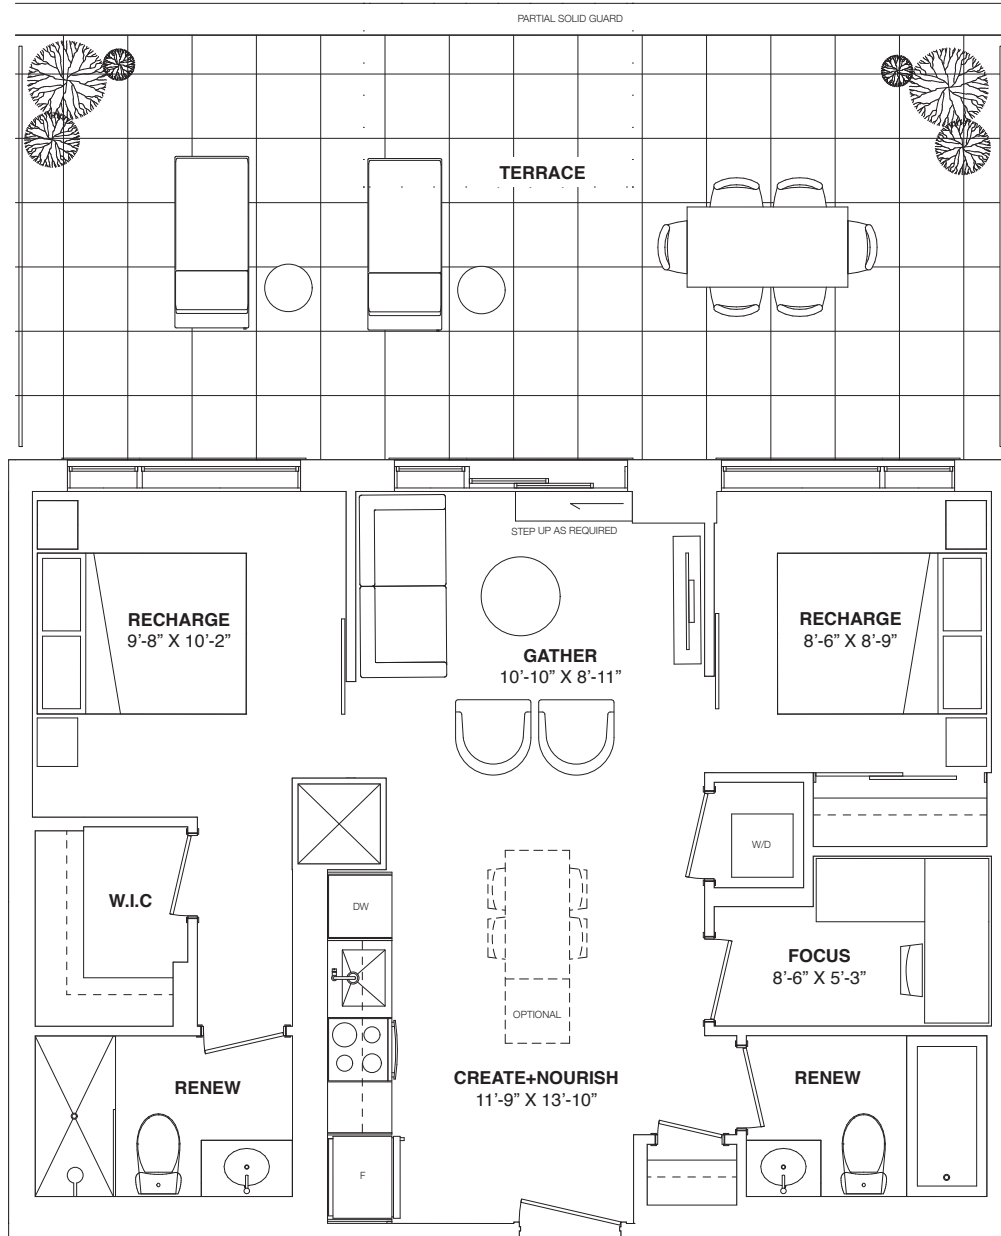 PARTIAL SOLID GUARD
TERRACE
STEP UP AS REQUIRED
RECHARGE
9’-8” X 10’-2”
GATHER
10’-10” X 8’-11”
RECHARGE
8’-6” X 8’-9”
W/D
W.I.C
DW
FOCUS
8’-6” X 5’-3”
OPTIONAL
RENEW
CREATE+NOURISH
11’-9” X 13’-10”
RENEW
F